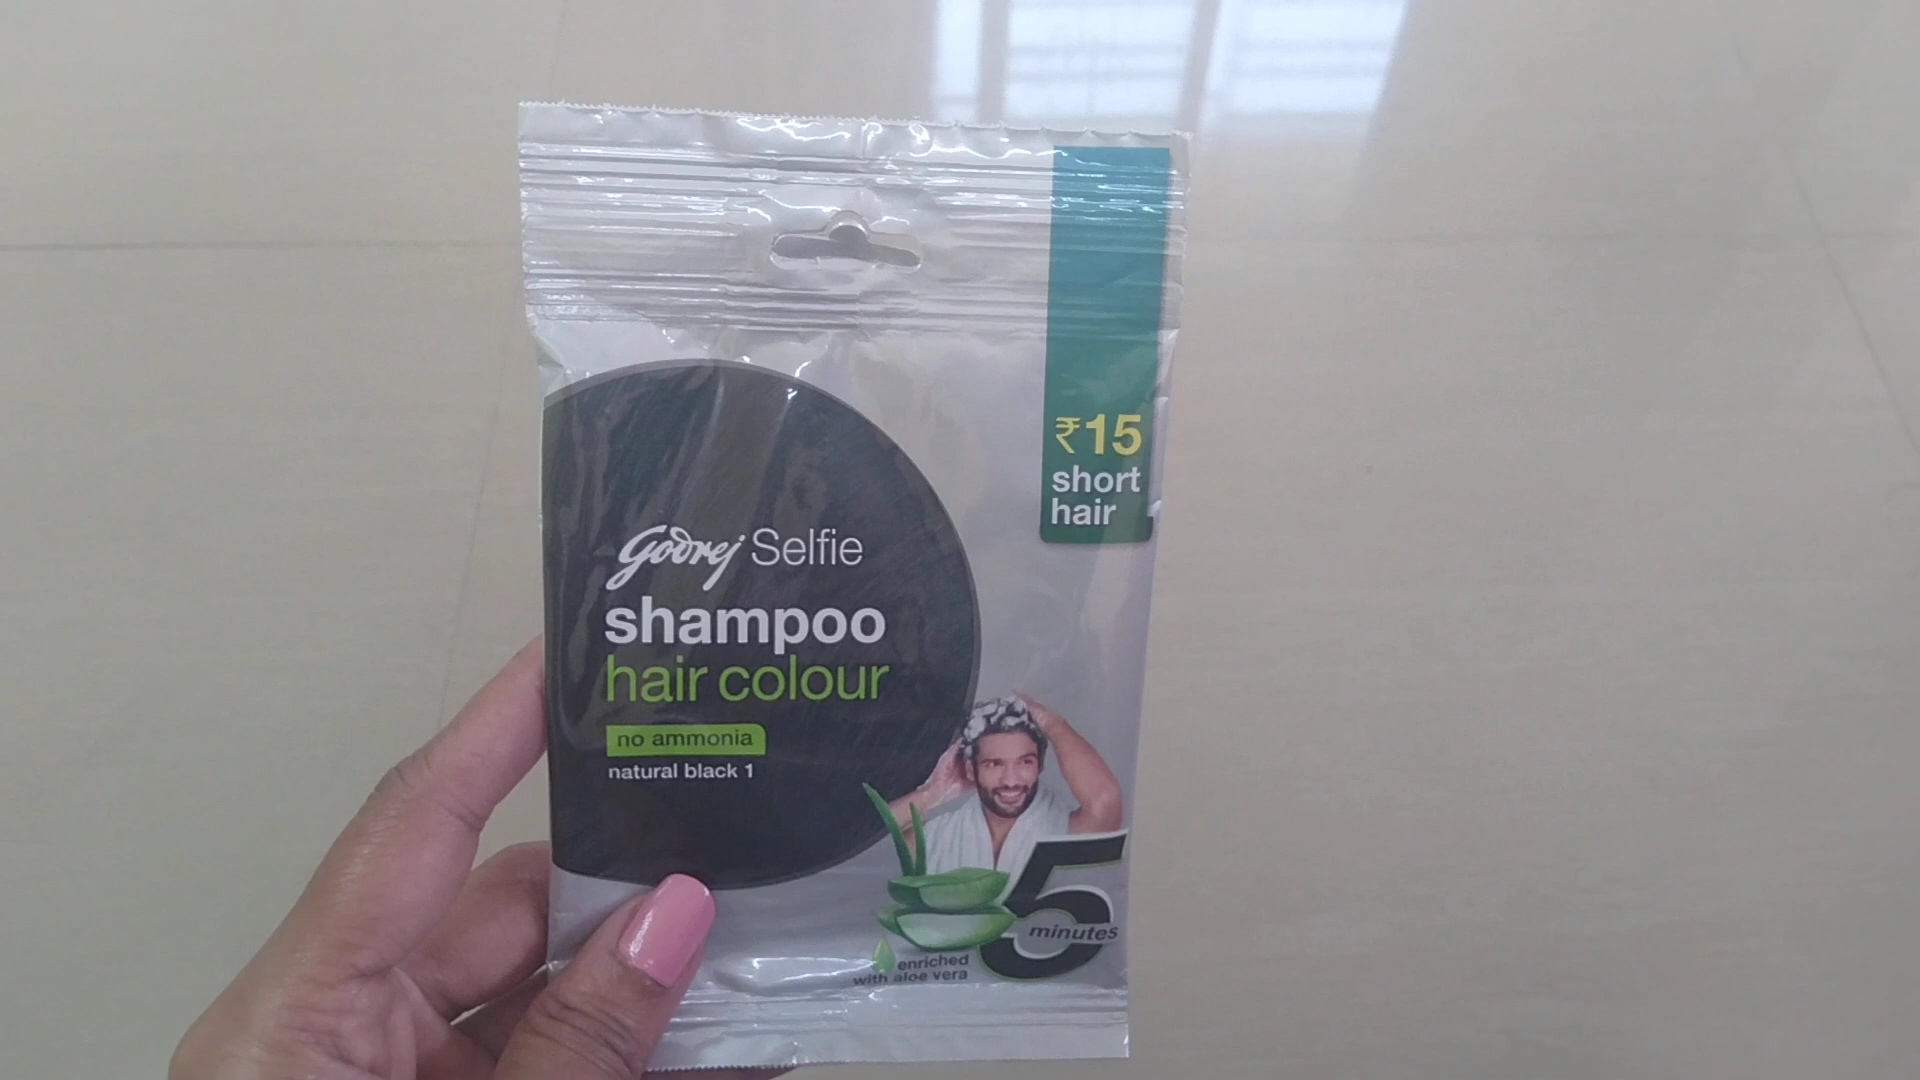 ₹15
short
hair
Godrej Selfie
shampoo
hair colour
no ammonia
natural black 1
5
minutes
enriched
with aloe vera